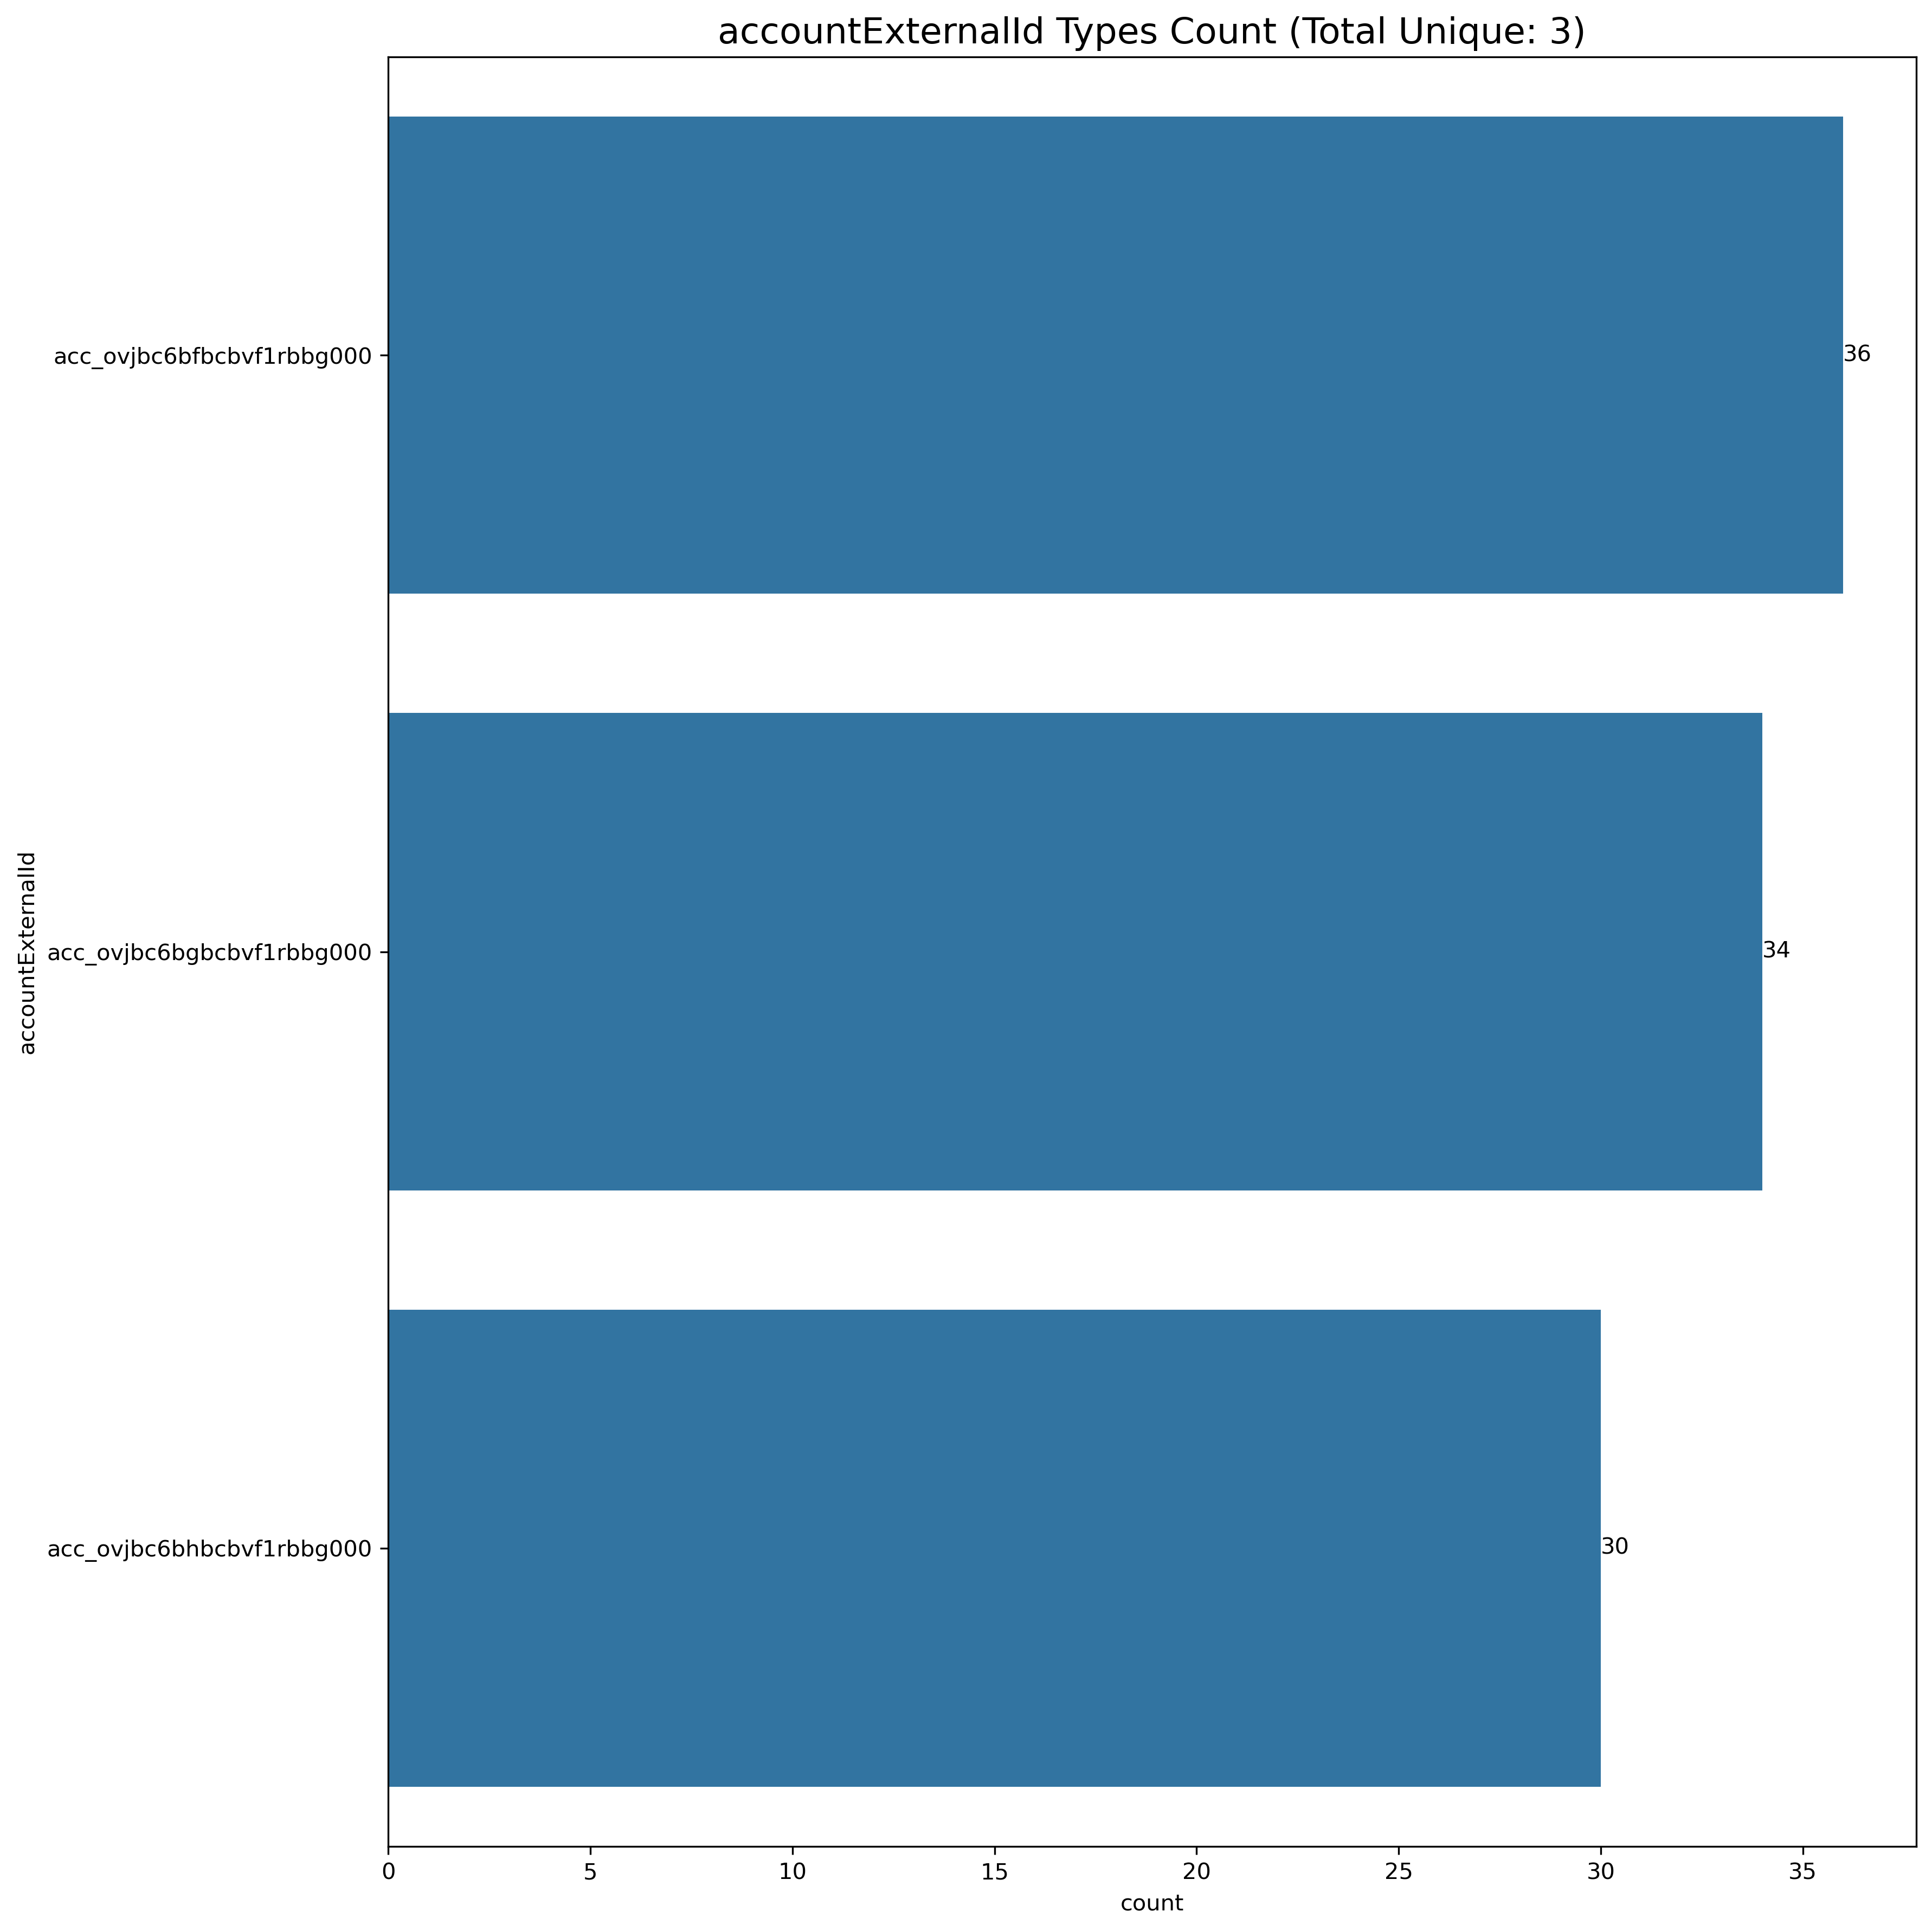 accountExternalId Types Count (Total Unique: 3)
acc_ovjbc6bfbcbvf1rbbg000
36
acc_ovjbc6bgbcbvf1rbbg000
34
acc_ovjbc6bhbcbvf1rbbg000
30
accountExternalId
0 5 10 15 20 25 30 35
count